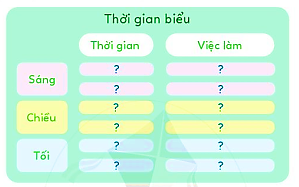 Thời gian biểu
Thời gian Việc làm
? ?
Sáng
? ?
? ?
Chiều
? ?
? ?
Tối
? ?